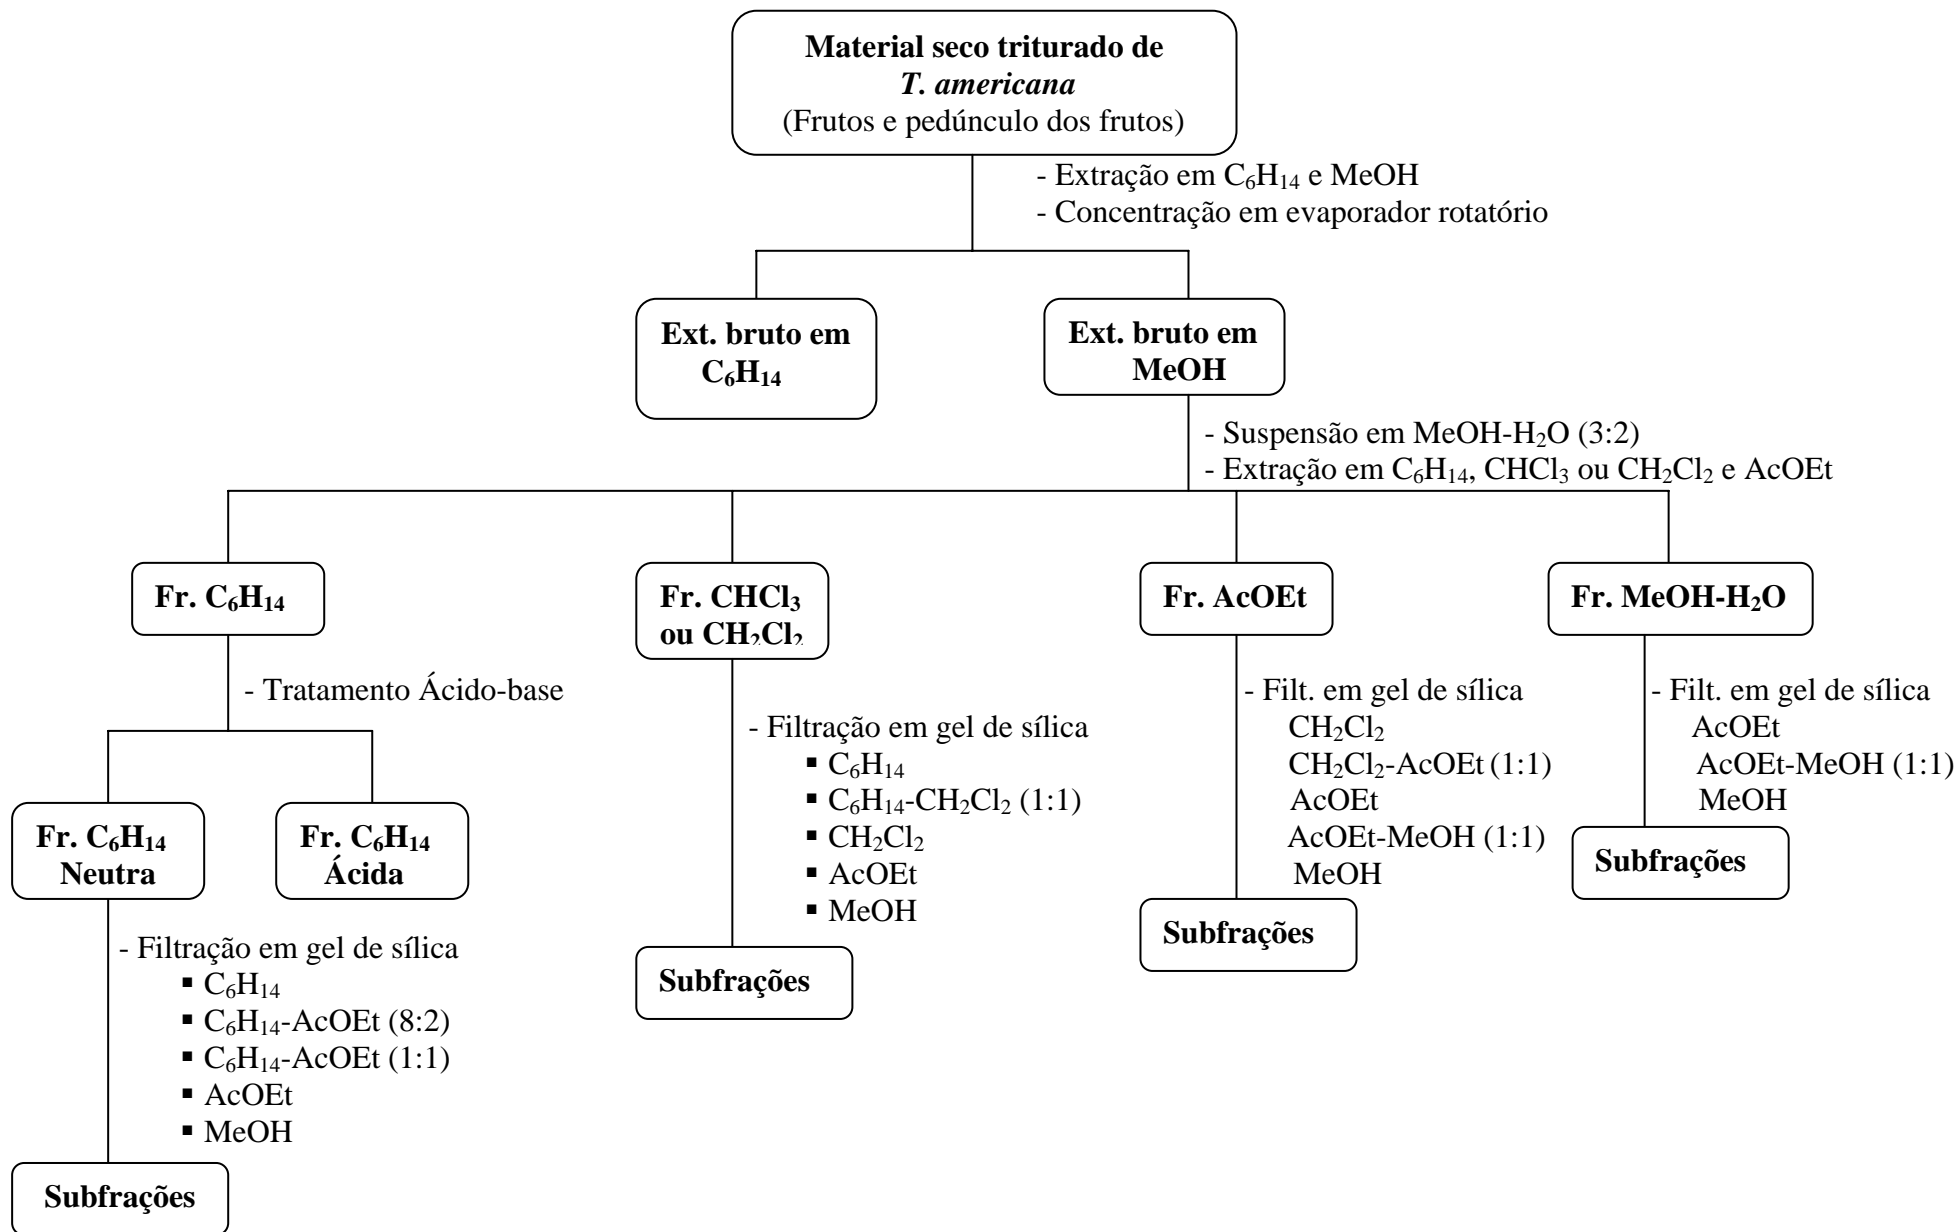 Material seco triturado de
T. americana
(Frutos e pedúnculo dos frutos)
- Extração em C₆H₁₄ e MeOH
- Concentração em evaporador rotatório
Ext. bruto em
C₆H₁₄
Ext. bruto em
MeOH
- Suspensão em MeOH-H₂O (3:2)
- Extração em C₆H₁₄, CHCl₃ ou CH₂Cl₂ e AcOEt
Fr. C₆H₁₄
Fr. CHCl₃
ou CH₂Cl₂
Fr. AcOEt
Fr. MeOH-H₂O
- Tratamento Ácido-base
Fr. C₆H₁₄
Neutra
Fr. C₆H₁₄
Ácida
- Filtração em gel de sílica
▪ C₆H₁₄
▪ C₆H₁₄-AcOEt (8:2)
▪ C₆H₁₄-AcOEt (1:1)
▪ AcOEt
▪ MeOH
Subfrações
- Filtração em gel de sílica
▪ C₆H₁₄
▪ C₆H₁₄-CH₂Cl₂ (1:1)
▪ CH₂Cl₂
▪ AcOEt
▪ MeOH
Subfrações
- Filt. em gel de sílica
CH₂Cl₂
CH₂Cl₂-AcOEt (1:1)
AcOEt
AcOEt-MeOH (1:1)
MeOH
Subfrações
- Filt. em gel de sílica
AcOEt
AcOEt-MeOH (1:1)
MeOH
Subfrações